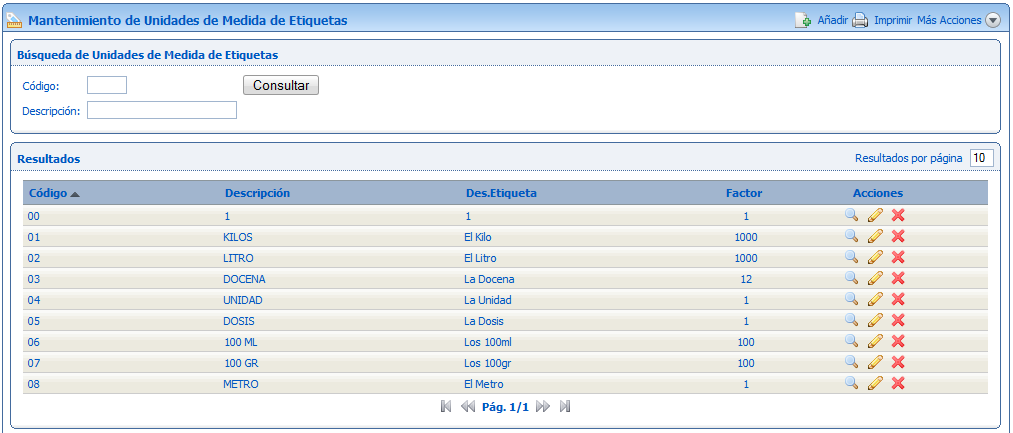 Mantenimiento de Unidades de Medida de Etiquetas Añadir Imprimir Más Acciones
Búsqueda de Unidades de Medida de Etiquetas
Código: Consultar
Descripción:
Resultados Resultados por página 10
Código Descripción Des.Etiqueta Factor Acciones
00 1 1 1
01 KILOS El Kilo 1000
02 LITRO El Litro 1000
03 DOCENA La Docena 12
04 UNIDAD La Unidad 1
05 DOSIS La Dosis 1
06 100 ML Los 100ml 100
07 100 GR Los 100gr 100
08 METRO El Metro 1
Pág. 1/1